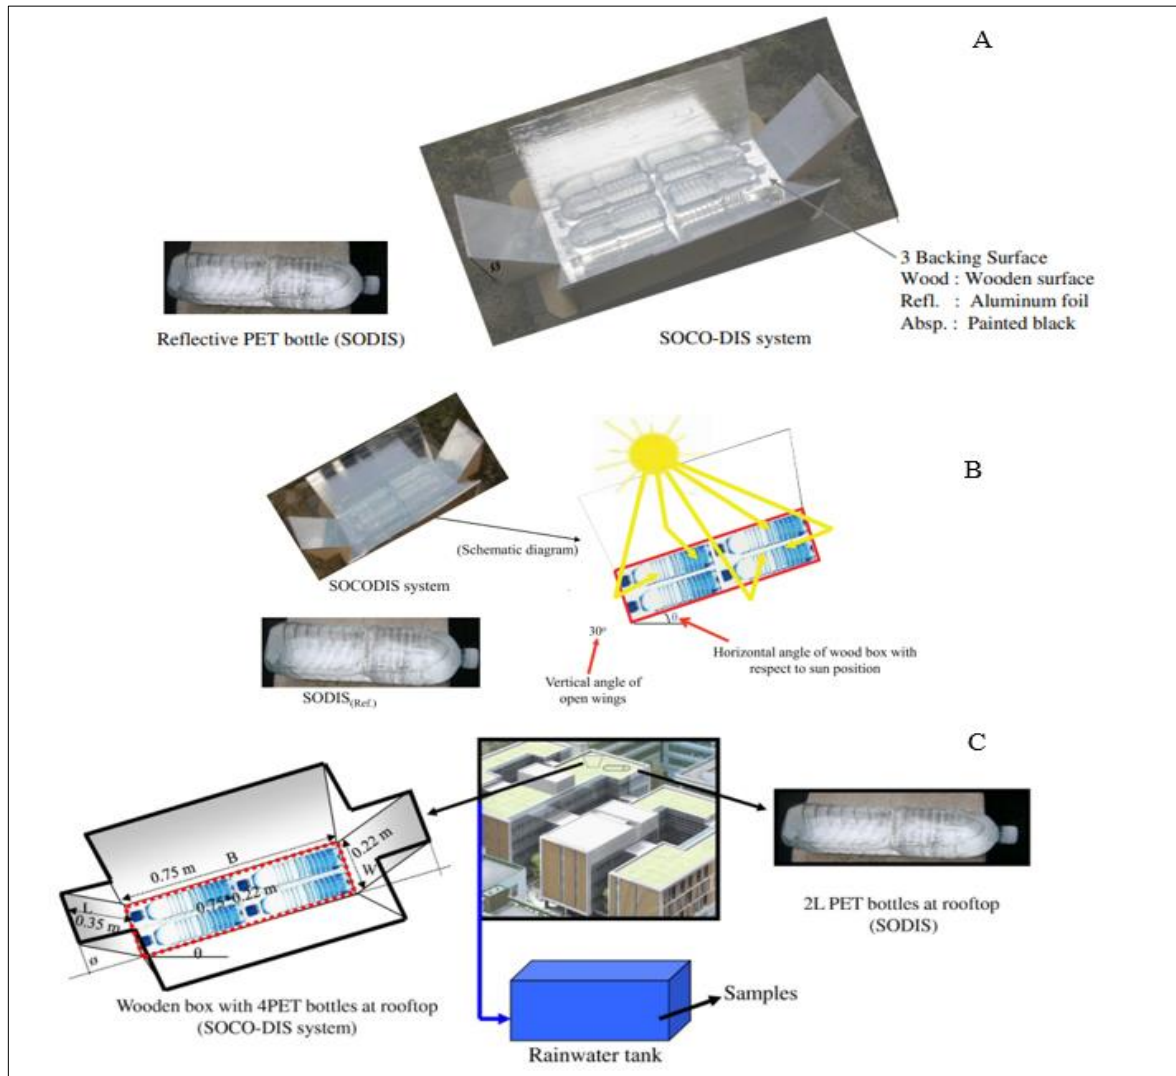 A
ø
3 Backing Surface
Wood : Wooden surface
Refl. : Aluminum foil
Absp. : Painted black
Reflective PET bottle (SODIS)
SOCO-DIS system
B
(Schematic diagram)
SOCODIS system
θ
30°
Horizontal angle of wood box with
respect to sun position
SODIS(Ref.)
Vertical angle of
open wings
C
B
0.75 m
0.22 m
W
0.75*0.22 m
L
0.35 m
ø
θ
2L PET bottles at rooftop
(SODIS)
Wooden box with 4PET bottles at rooftop
(SOCO-DIS system)
Samples
Rainwater tank